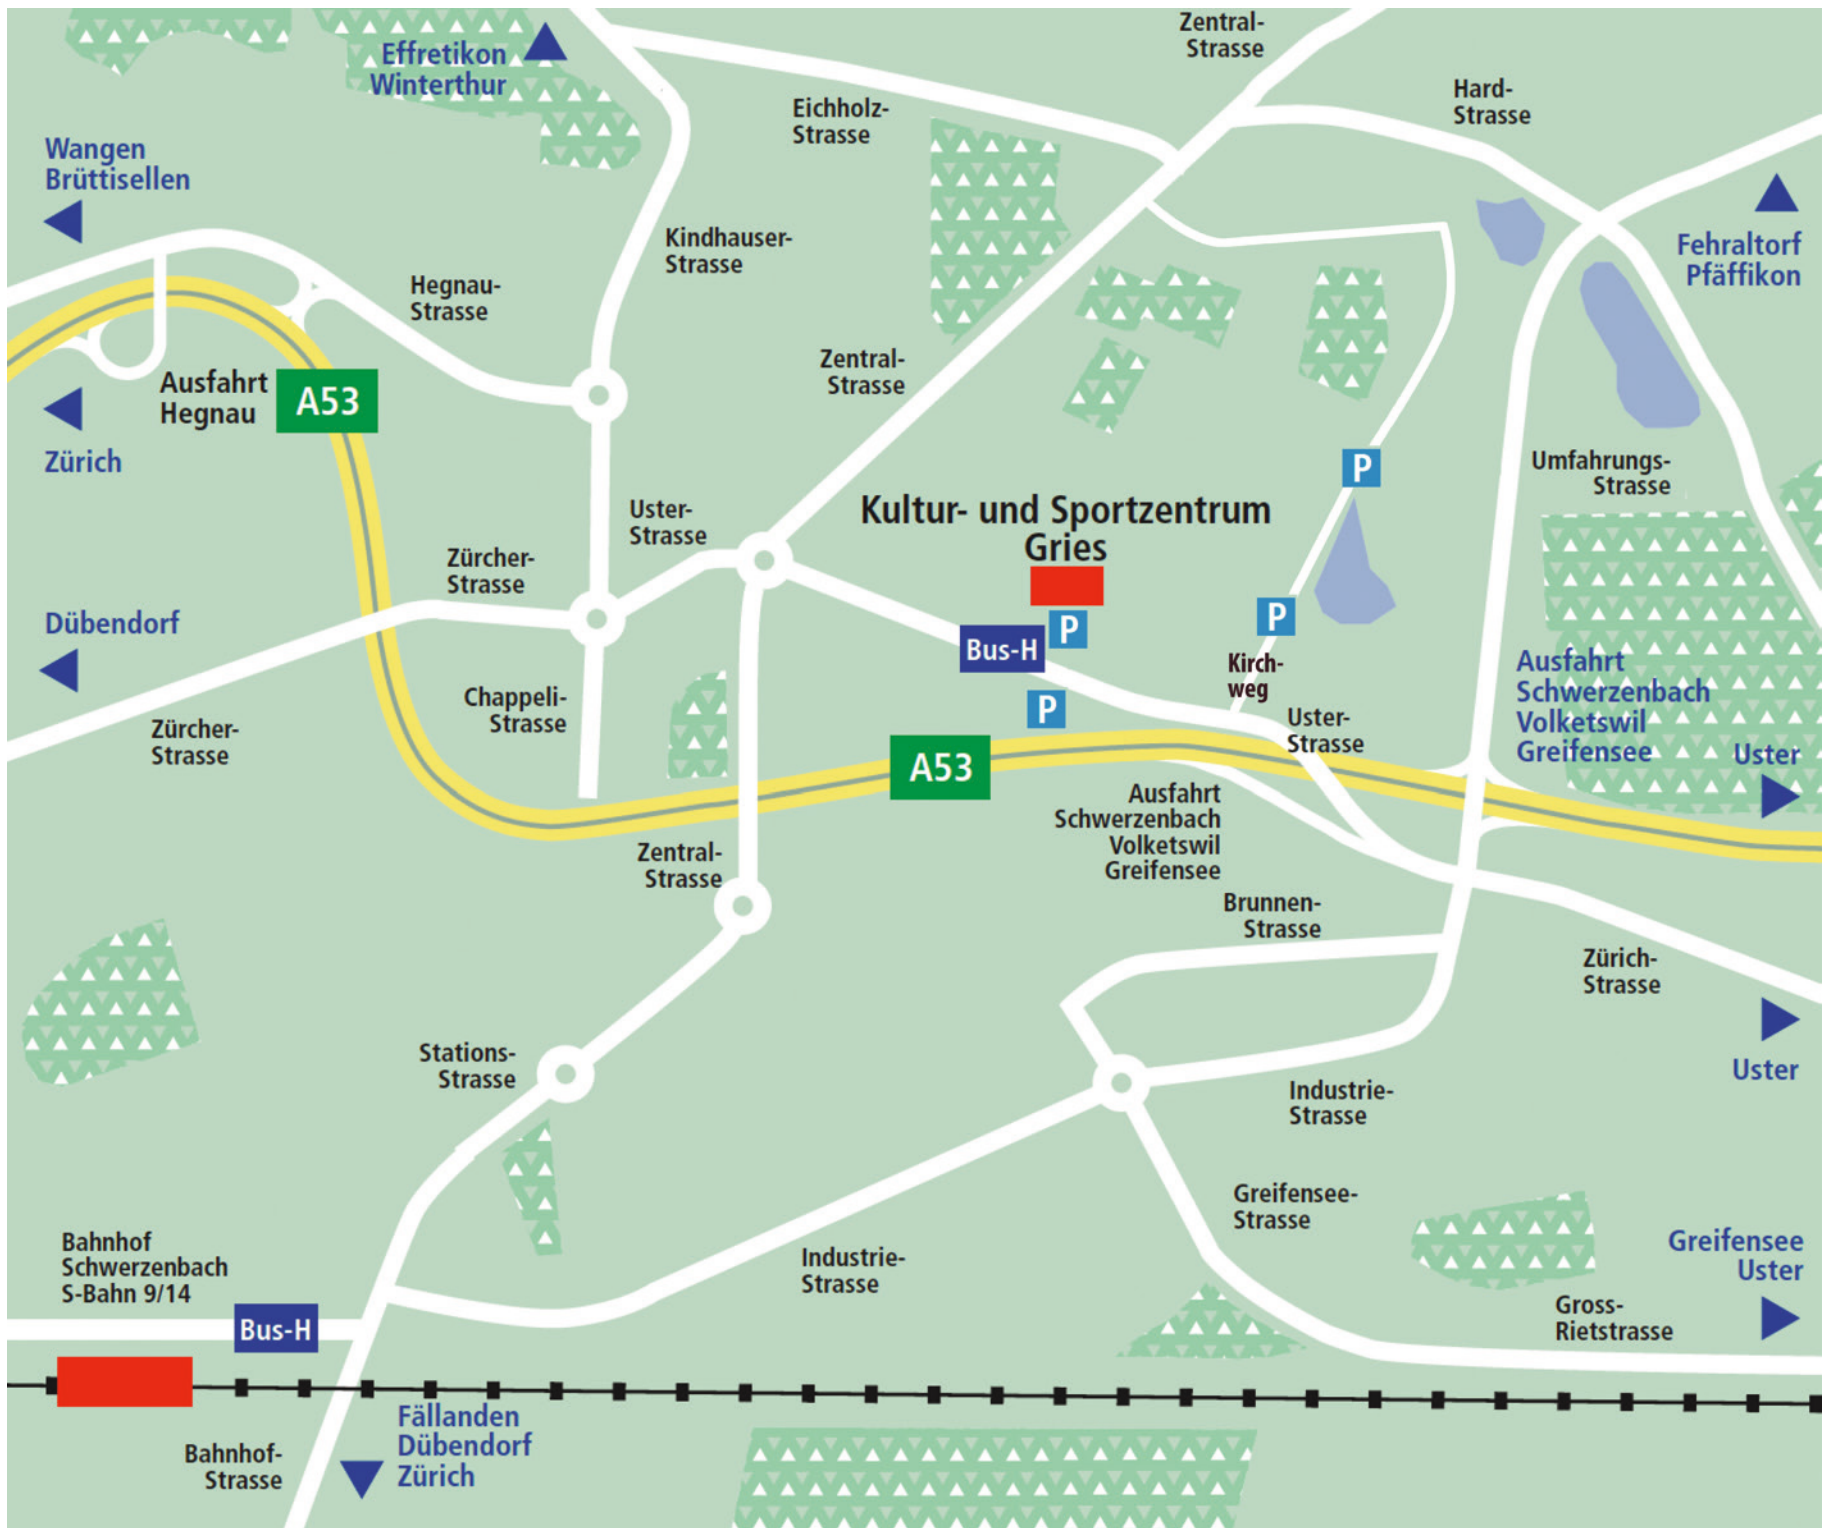 Zentral-
Strasse
Effretikon
Winterthur
Hard-
Strasse
Eichholz-
Strasse
Wangen
Brüttisellen
Kindhauser-
Strasse
Fehraltorf
Pfäffikon
Hegnau-
Strasse
Zentral-
Strasse
Ausfahrt
Hegnau
A53
Zürich
Umfahrungs-
Strasse
P
Kultur- und Sportzentrum
Gries
Uster-
Strasse
Zürcher-
Strasse
Dübendorf
P
P
Bus-H
Kirch-
weg
Ausfahrt
Schwerzenbach
Volketswil
Greifensee
Chappeli-
Strasse
P
Zürcher-
Strasse
Uster-
Strasse
Uster
A53
Ausfahrt
Schwerzenbach
Volketswil
Greifensee
Zentral-
Strasse
Brunnen-
Strasse
Zürich-
Strasse
Stations-
Strasse
Uster
Industrie-
Strasse
Greifensee-
Strasse
Bahnhof
Schwerzenbach
S-Bahn 9/14
Industrie-
Strasse
Greifensee
Uster
Bus-H
Gross-
Rietstrasse
Fällanden
Dübendorf
Zürich
Bahnhof-
Strasse